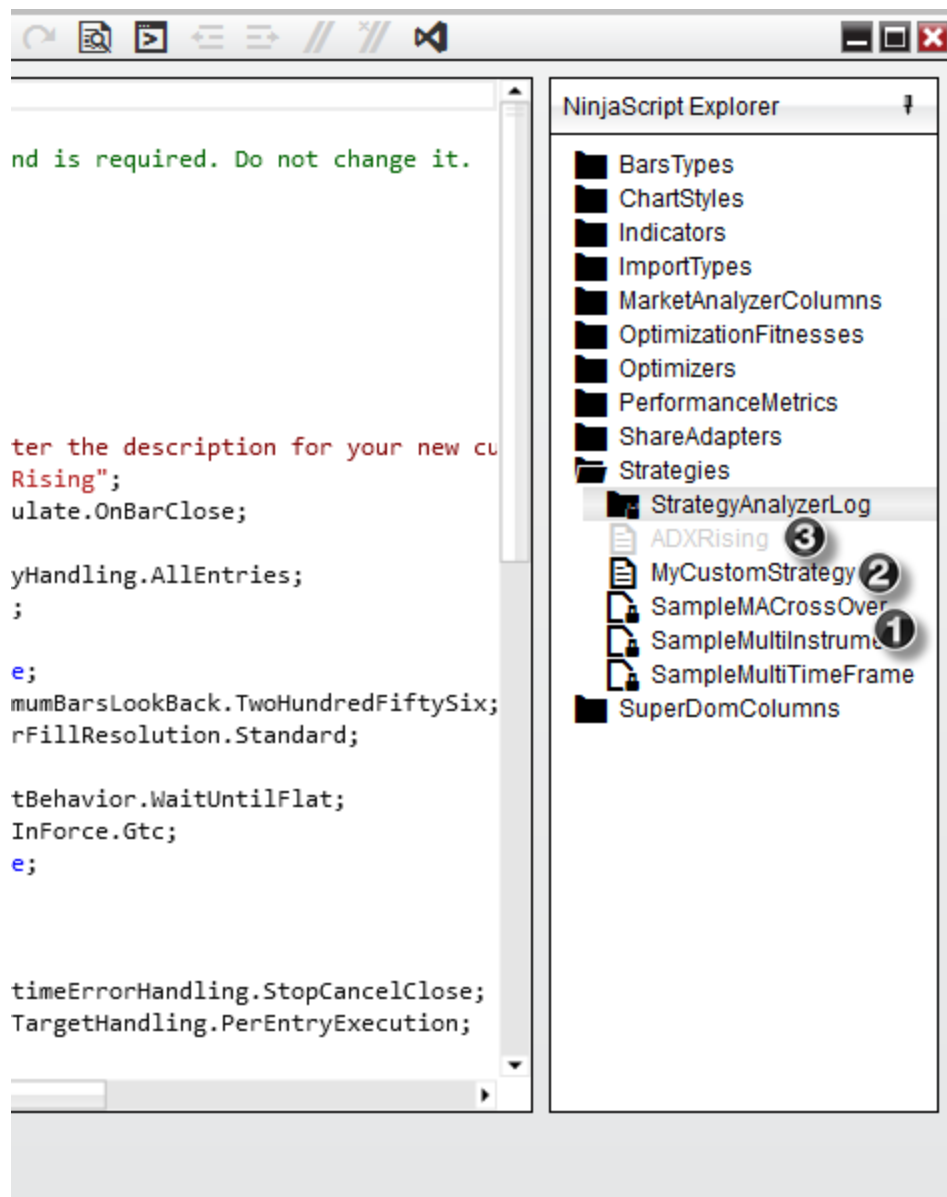 NinjaScript Explorer
nd is required. Do not change it.
ter the description for your new cu
Rising";
ulate.OnBarClose;
yHandling.AllEntries;
;
e;
mumBarsLookBack.TwoHundredFiftySix;
rFillResolution.Standard;
tBehavior.WaitUntilFlat;
InForce.Gtc;
e;
timeErrorHandling.StopCancelClose;
TargetHandling.PerEntryExecution;
BarsTypes
ChartStyles
Indicators
ImportTypes
MarketAnalyzerColumns
OptimizationFitnesses
Optimizers
PerformanceMetrics
ShareAdapters
Strategies
StrategyAnalyzerLog
ADXRising 3
MyCustomStrategy 2
SampleMACrossOver
SampleMultiInstrume 1
SampleMultiTimeFrame
SuperDomColumns